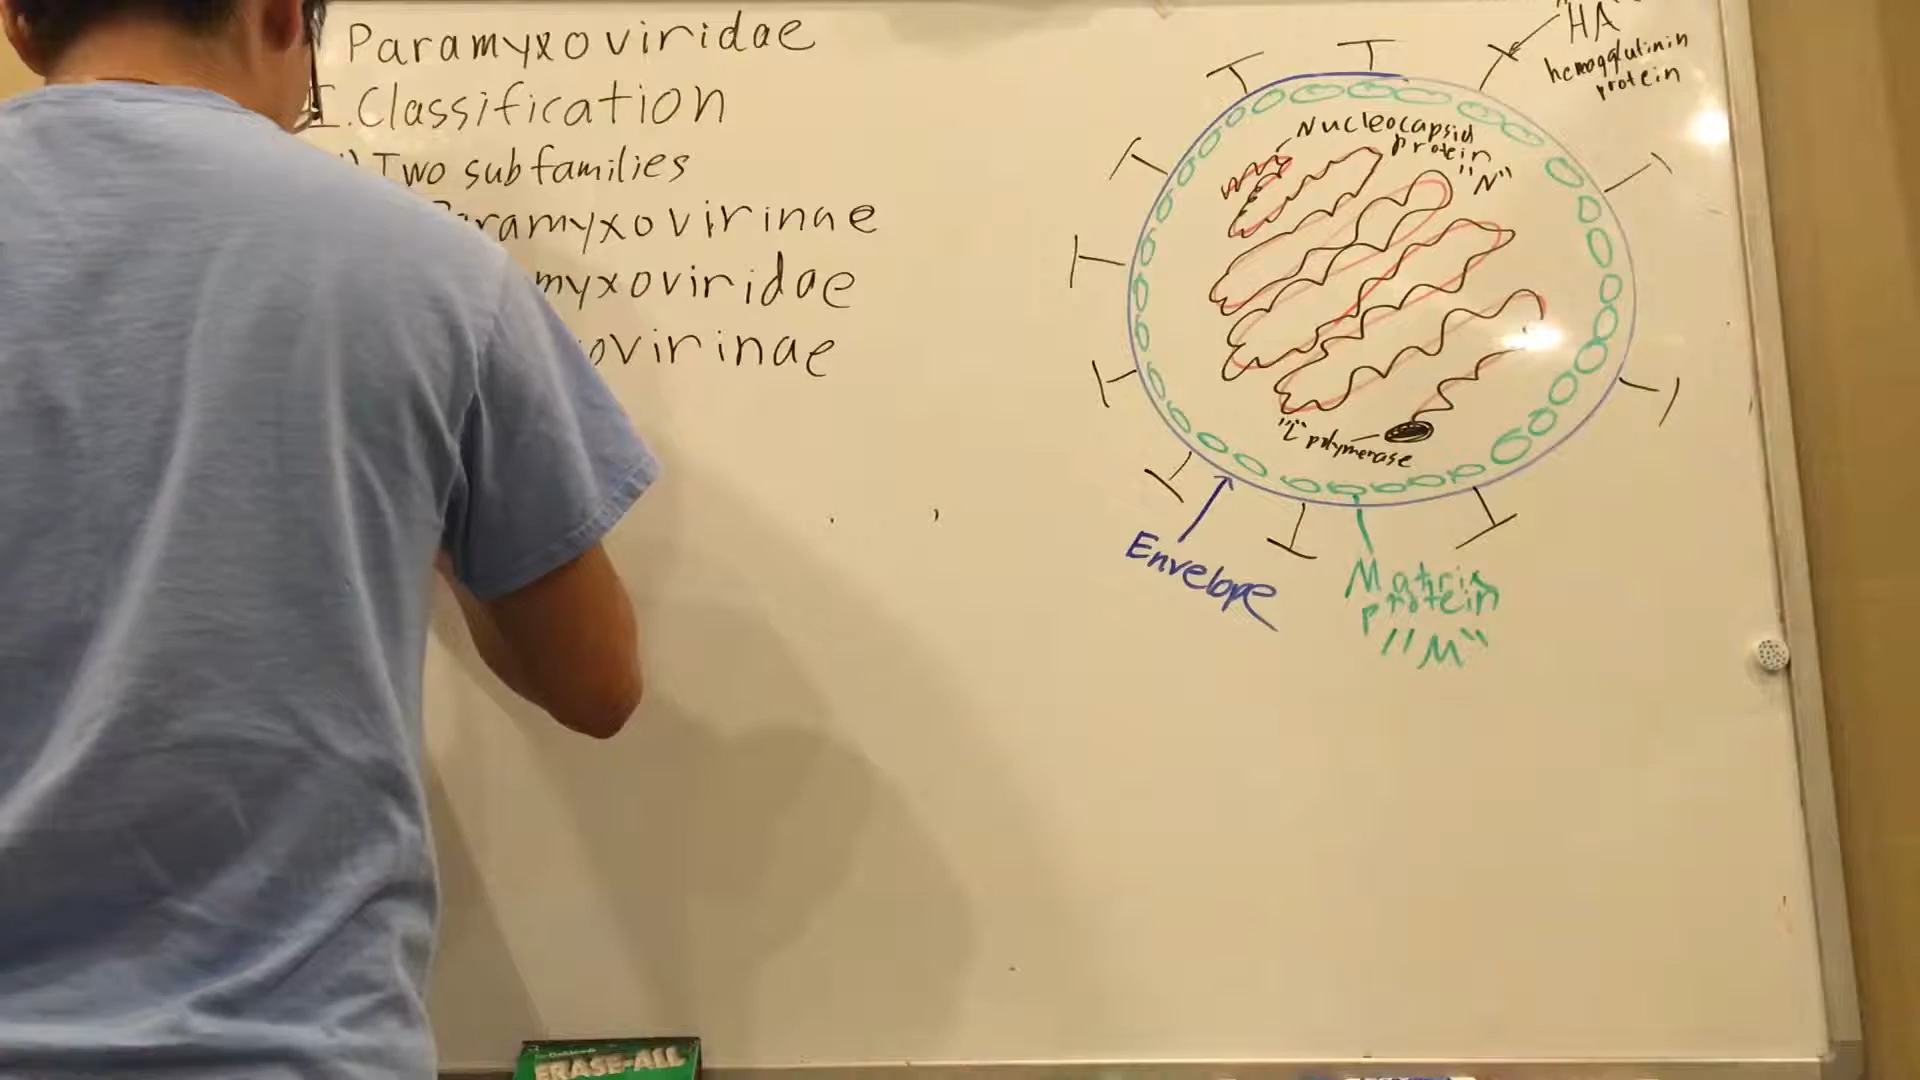 Paramyxoviridae
I. Classification
i) Two subfamilies
Paramyxovirinae
myxoviridae
ovirinae
"HA"
hemagglutinin
protein
Nucleocapsid
protein
"N"
"L" polymerase
Envelope
Matrix
protein
"M"
ERASE-ALL